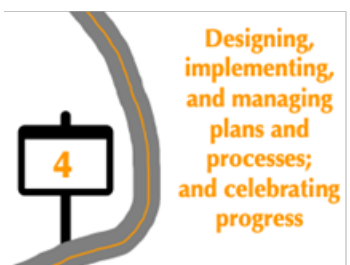 4
Designing,
implementing,
and managing
plans and
processes;
and celebrating
progress